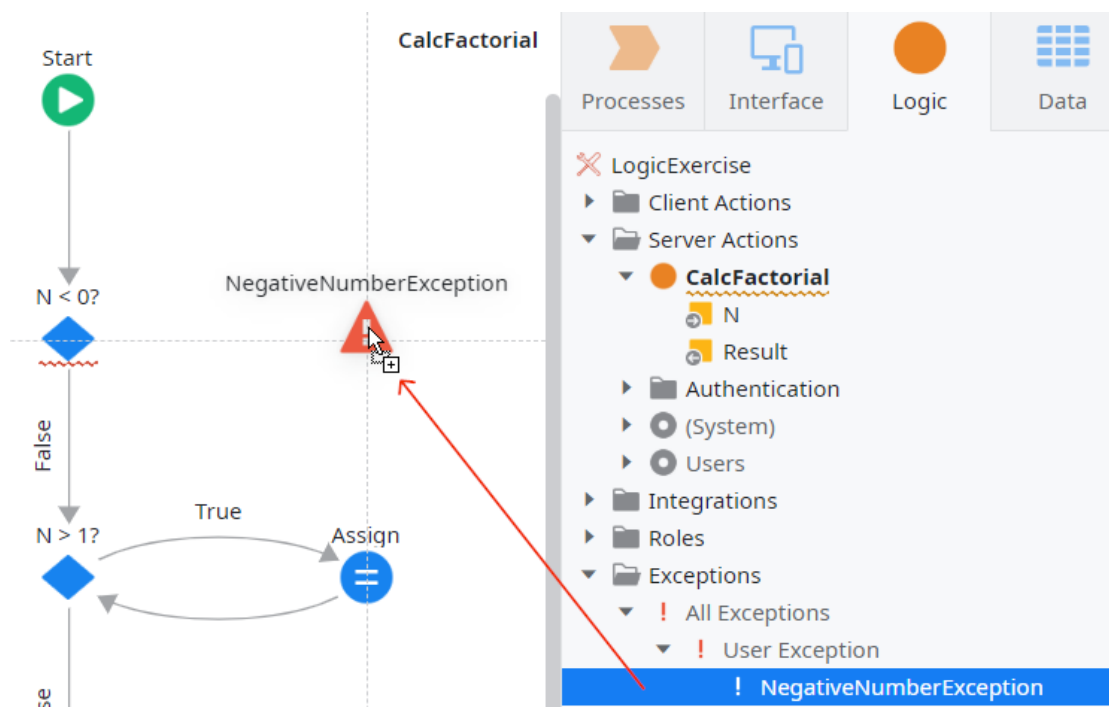 CalcFactorial
Start
N < 0?
NegativeNumberException
False
N > 1?
True
Assign
Processes
Interface
Logic
Data
LogicExercise
Client Actions
Server Actions
CalcFactorial
N
Result
Authentication
(System)
Users
Integrations
Roles
Exceptions
! All Exceptions
! User Exception
! NegativeNumberException